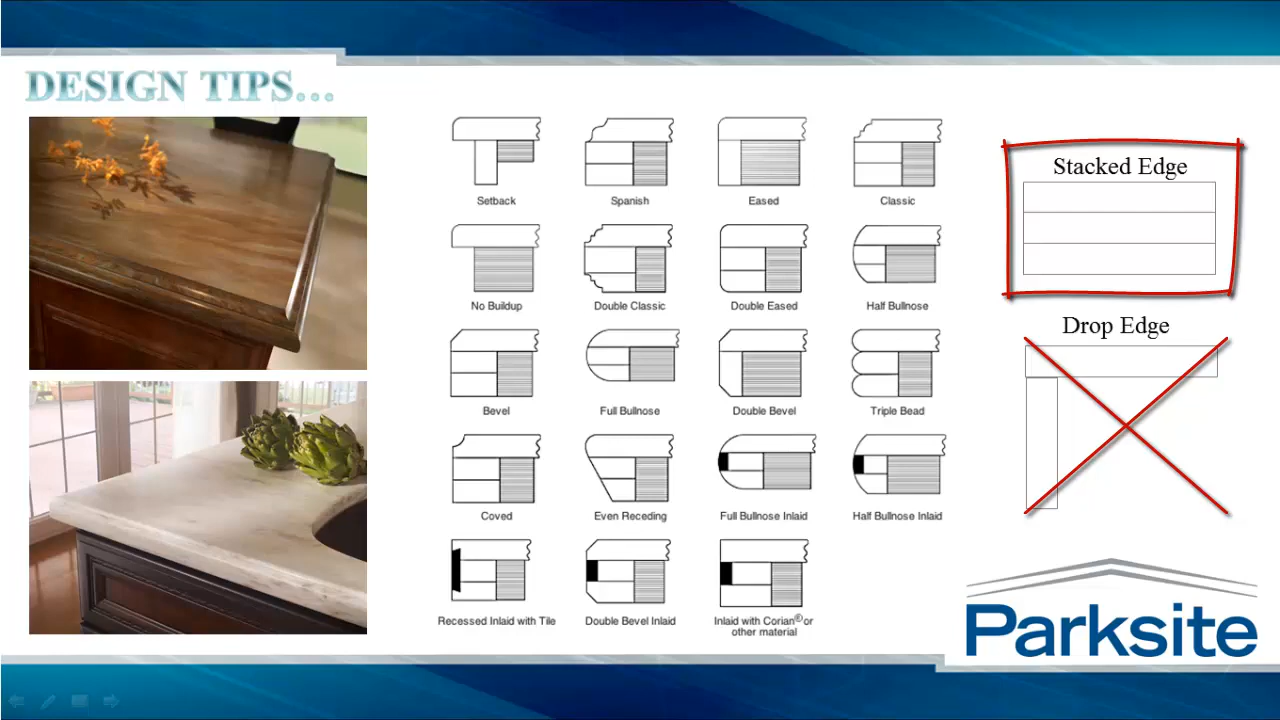 DESIGN TIPS...
Setback
Spanish
Eased
Classic
No Buildup
Double Classic
Double Eased
Half Bullnose
Bevel
Full Bullnose
Double Bevel
Triple Bead
Coved
Even Receding
Full Bullnose Inlaid
Half Bullnose Inlaid
Recessed Inlaid with Tile
Double Bevel Inlaid
Inlaid with Corian® or
other material
Stacked Edge
Drop Edge
Parksite